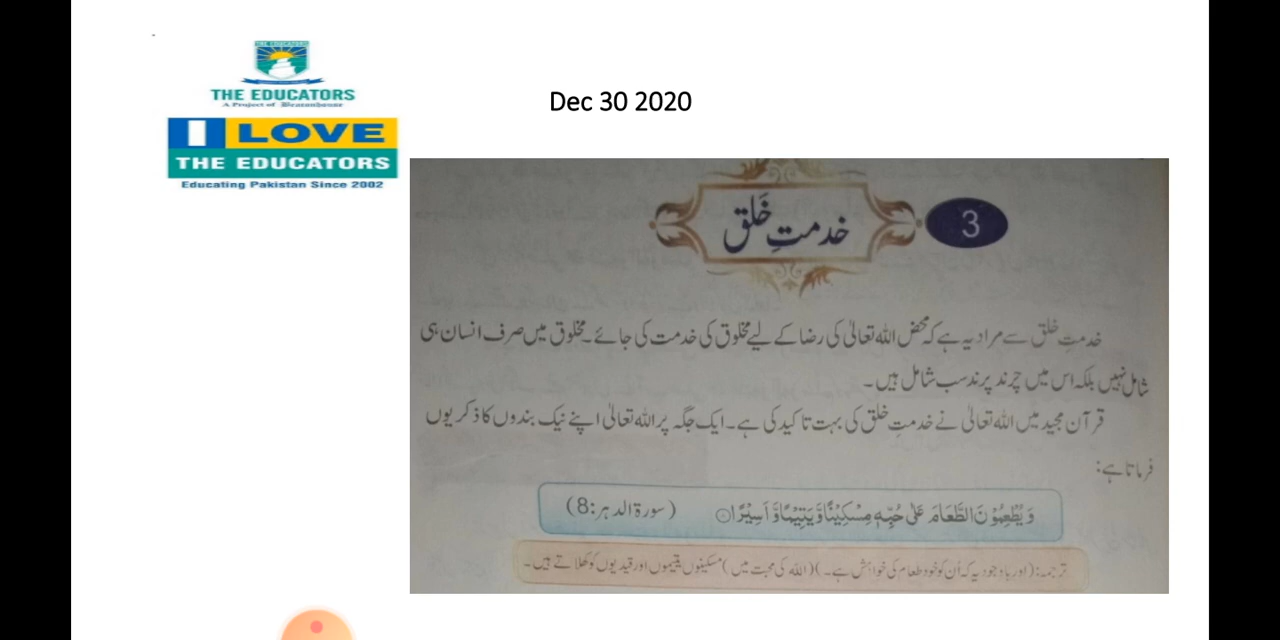 THE EDUCATORS
THE EDUCATORS
A Project of Beaconhouse
I LOVE
THE EDUCATORS
Educating Pakistan Since 2002
Dec 30 2020
3
خدمتِ خَلق
خدمتِ خلق سے مراد یہ ہے کہ محض اللہ تعالیٰ کی رضا کے لیے مخلوق کی خدمت کی جائے۔ مخلوق میں صرف انسان ہی
شامل نہیں بلکہ اس میں چرند پرند سب شامل ہیں۔
قرآن مجید میں اللہ تعالیٰ نے خدمتِ خلق کی بہت تاکید کی ہے۔ ایک جگہ پر اللہ تعالیٰ اپنے نیک بندوں کا ذکر یوں
فرماتا ہے:
وَيُطْعِمُوْنَ الطَّعَامَ عَلٰى حُبِّهٖ مِسْكِيْنًا وَّيَتِيْمًا وَّاَسِيْرًا۝ (سورۃ الدہر:8)
ترجمہ: (اور باوجود یہ کہ اُن کو خود طعام کی خواہش ہے۔) (اللہ کی محبت میں) مسکینوں یتیموں اور قیدیوں کو کھلاتے ہیں۔